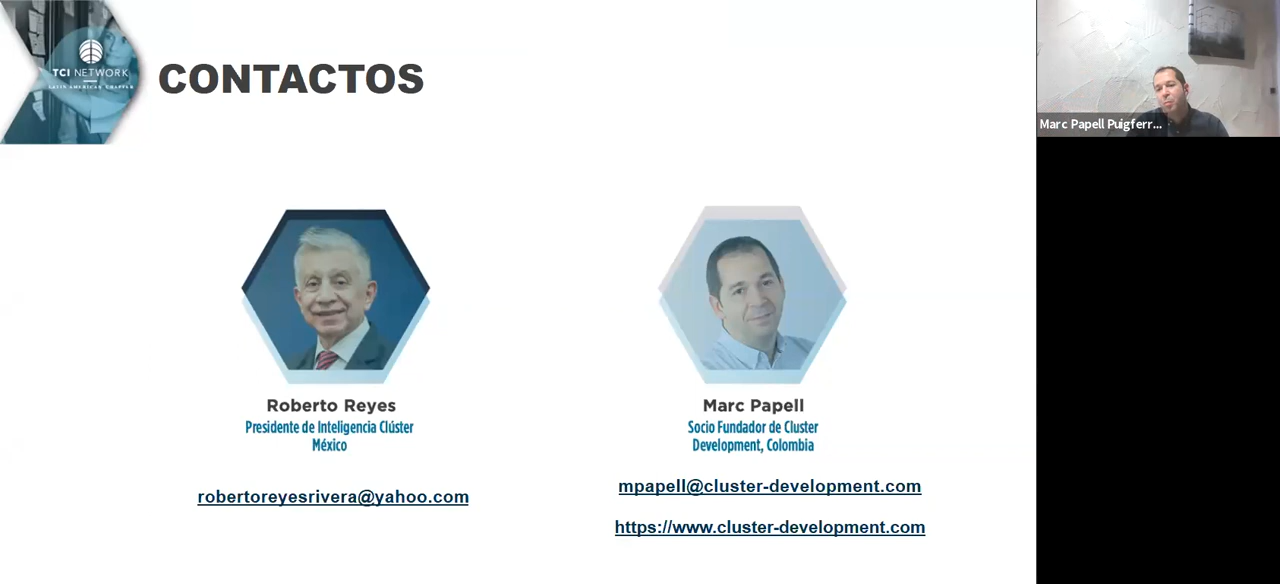 TCI NETWORK
LATIN AMERICAN CHAPTER
CONTACTOS
Marc Papell Puigferr...
Roberto Reyes
Presidente de Inteligencia Clúster
México
robertoreyesrivera@yahoo.com
Marc Papell
Socio Fundador de Cluster
Development, Colombia
mpapell@cluster-development.com
https://www.cluster-development.com